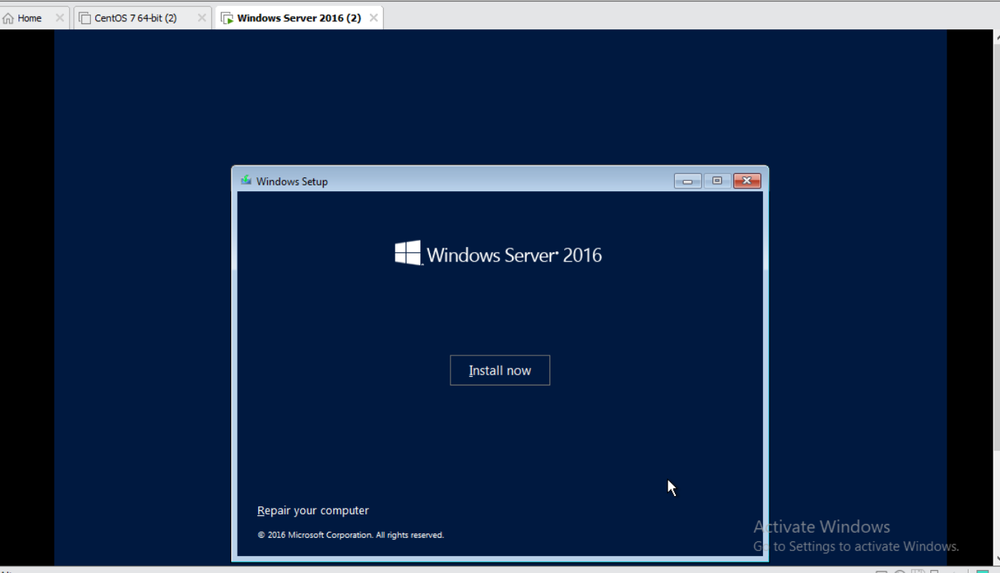 Home
CentOS 7 64-bit (2)
Windows Server 2016 (2)
Windows Setup
Windows Server® 2016
Install now
Repair your computer
© 2016 Microsoft Corporation. All rights reserved.
Activate Windows
Go to Settings to activate Windows.